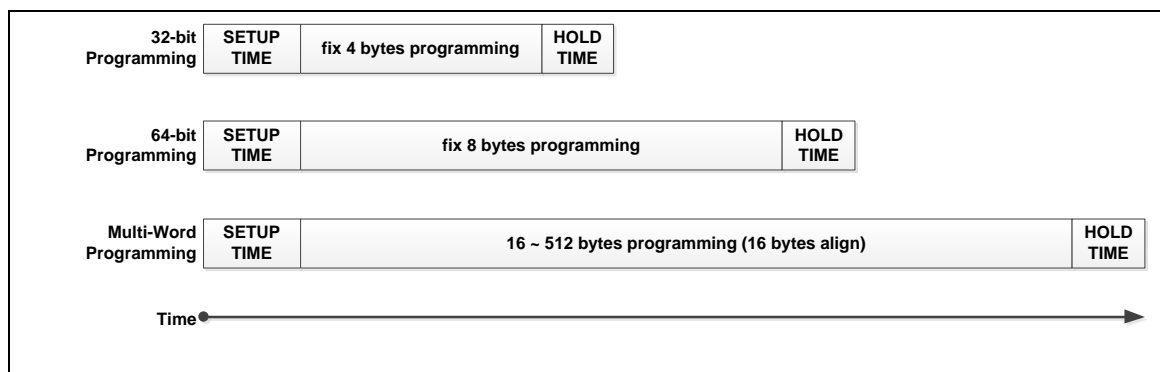 32-bit
Programming
SETUP
TIME
fix 4 bytes programming
HOLD
TIME
64-bit
Programming
SETUP
TIME
fix 8 bytes programming
HOLD
TIME
Multi-Word
Programming
SETUP
TIME
16 ~ 512 bytes programming (16 bytes align)
HOLD
TIME
Time